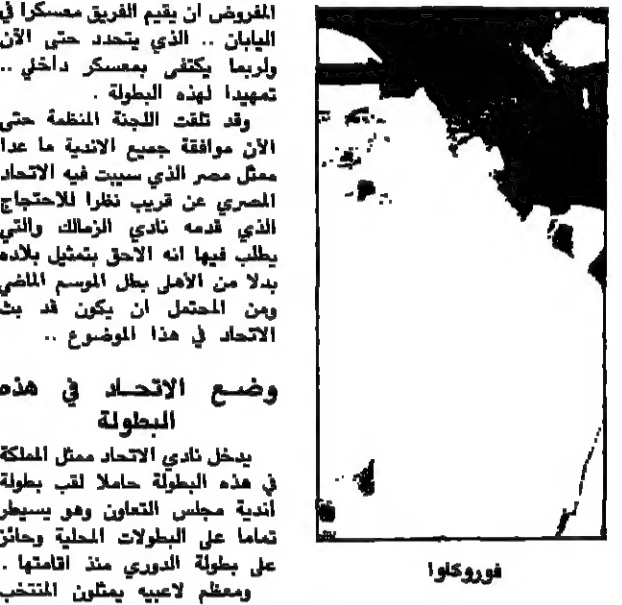 المفروض ان يقيم الفريق معسكرا في
اليابان .. الذي يتحدد حتى الآن
ولربما يكتفى بمعسكر داخلي ..
تمهيدا لهذه البطولة .
وقد تلقت اللجنة المنظمة حتى
الآن موافقة جميع الاندية ما عدا
ممثل مصر الذي سيبت فيه الاتحاد
المصري عن قريب نظرا للاحتجاج
الذي قدمه نادي الزمالك والتي
يطلب فيها انه الاحق بتمثيل بلاده
بدلا من الأهلى بطل الموسم الماضي
ومن المحتمل ان يكون قد بث
الاتحاد في هذا الموضوع ..
وضع الاتحاد في هذه
البطولة
يدخل نادي الاتحاد ممثل المملكة
في هذه البطولة حاملا لقب بطولة
أندية مجلس التعاون وهو يسيطر
تماما على البطولات المحلية وحائز
على بطولة الدوري منذ اقامتها .
ومعظم لاعبيه يمثلون المنتخب
فوروكاوا